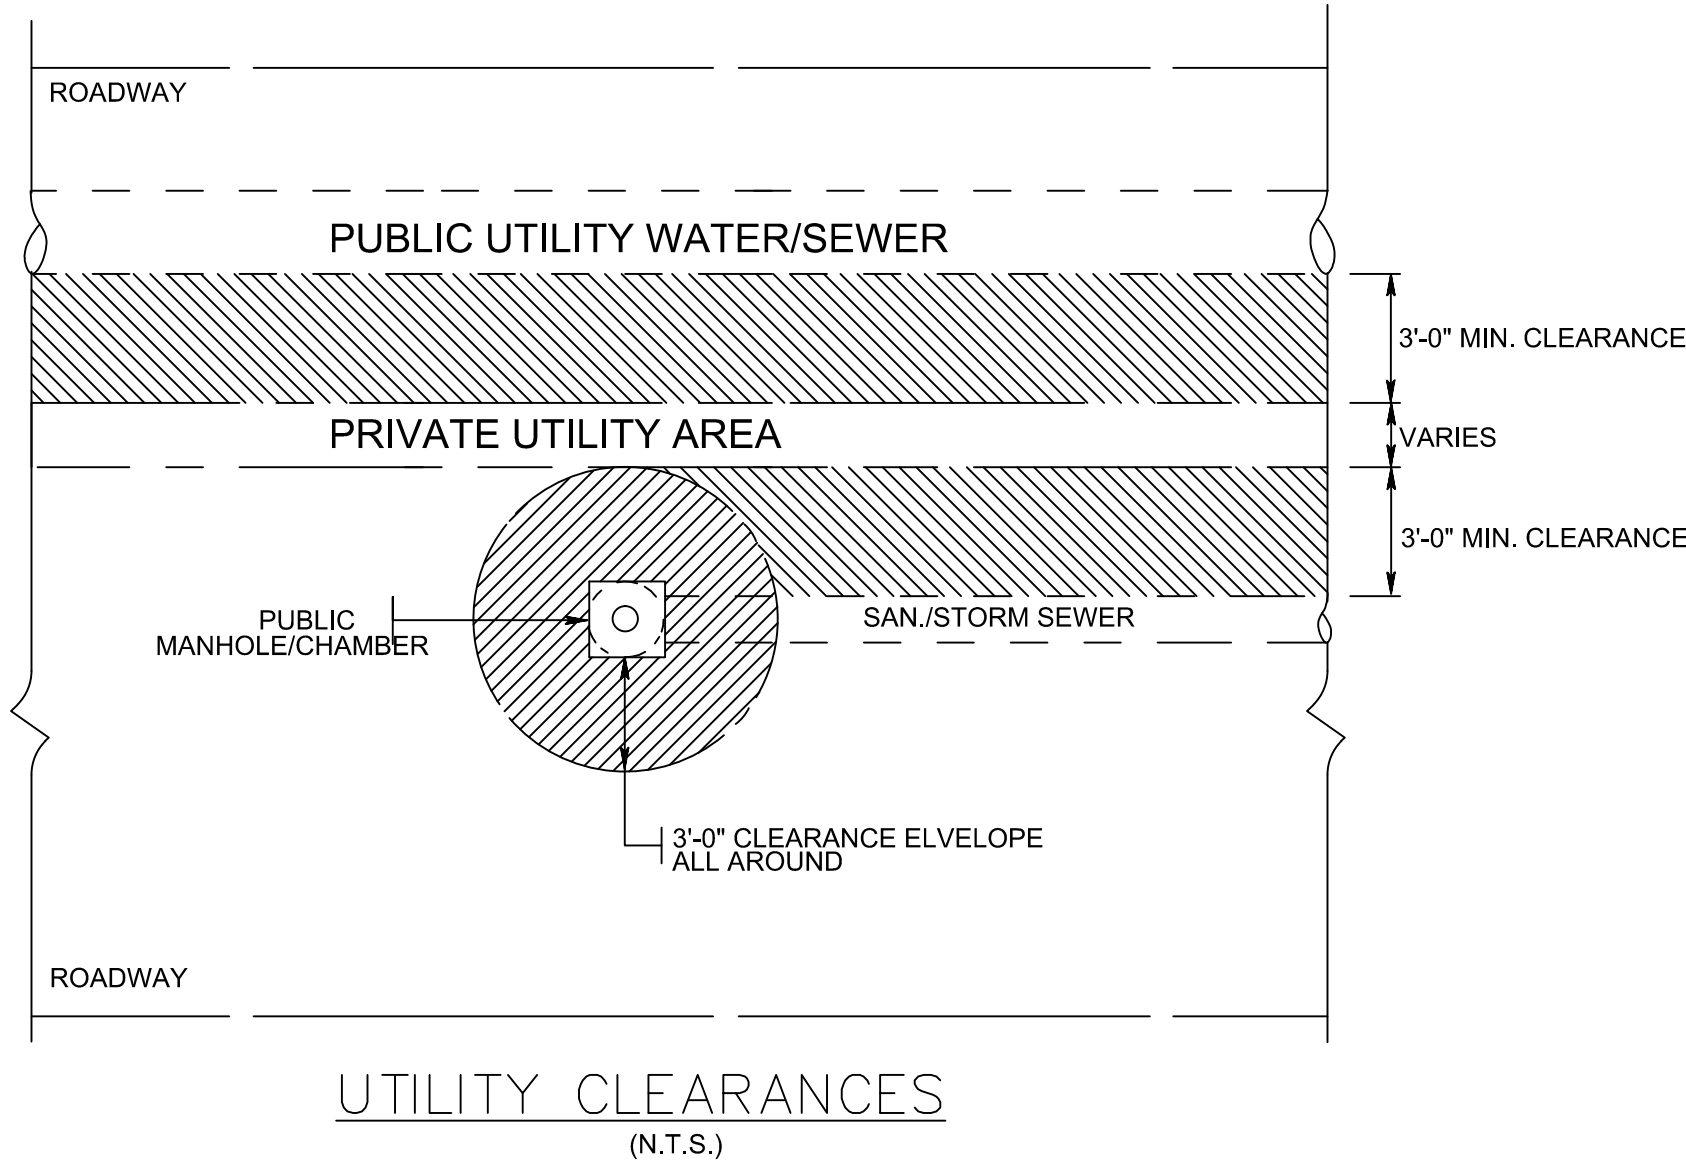 ROADWAY
PUBLIC UTILITY WATER/SEWER
3'-0" MIN. CLEARANCE
PRIVATE UTILITY AREA
VARIES
3'-0" MIN. CLEARANCE
PUBLIC
MANHOLE/CHAMBER
SAN./STORM SEWER
3'-0" CLEARANCE ELVELOPE
ALL AROUND
ROADWAY
UTILITY CLEARANCES
(N.T.S.)